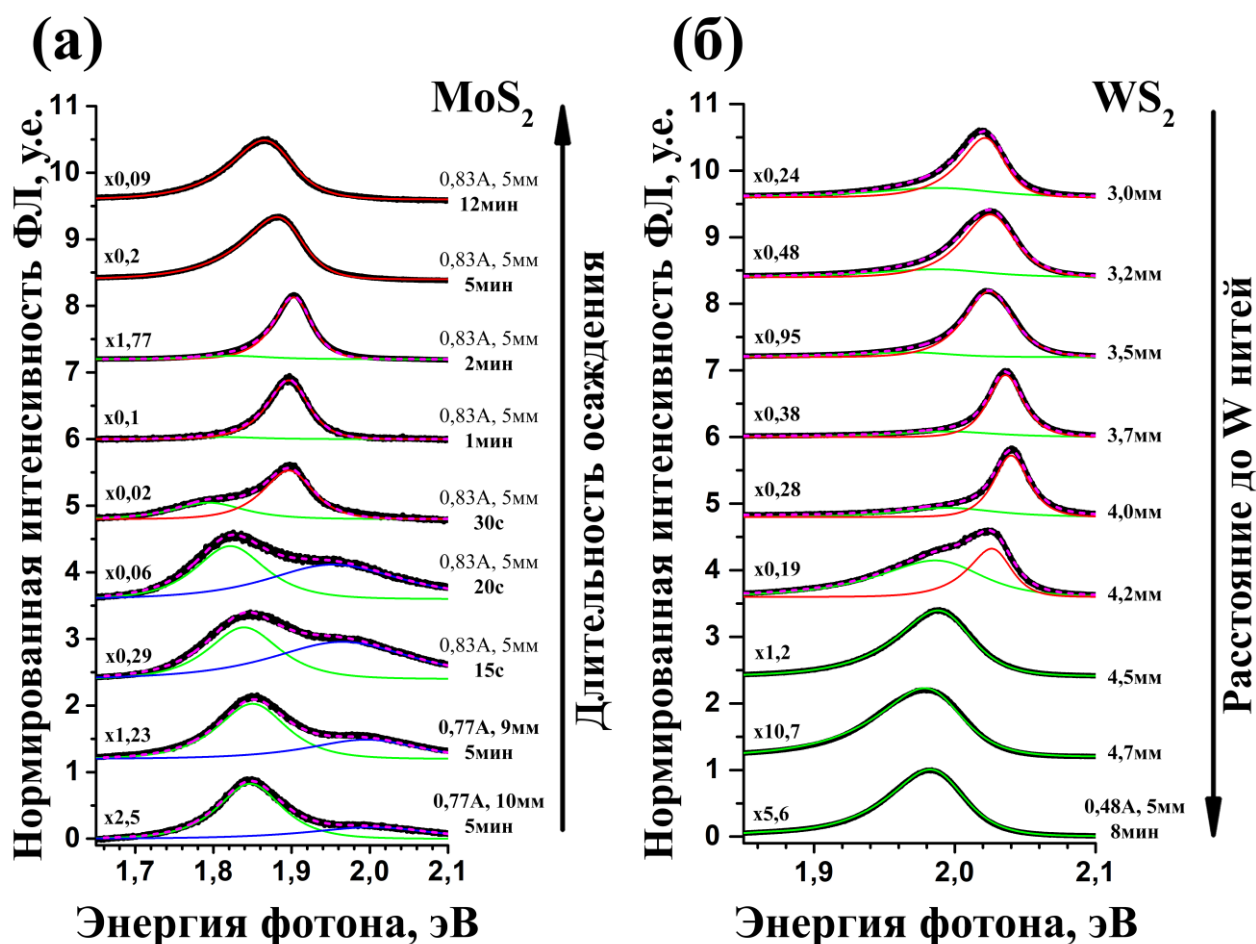 (а)
MoS2
Нормированная интенсивность ФЛ, у.е.
11
10
9
8
7
6
5
4
3
2
1
0
x0,09
0,83А, 5мм
12мин
x0,2
0,83А, 5мм
5мин
x1,77
0,83А, 5мм
2мин
x0,1
0,83А, 5мм
1мин
x0,02
0,83А, 5мм
30с
x0,06
0,83А, 5мм
20с
x0,29
0,83А, 5мм
15с
x1,23
0,77А, 9мм
5мин
x2,5
0,77А, 10мм
5мин
1,7 1,8 1,9 2,0 2,1
Энергия фотона, эВ
Длительность осаждения
(б)
WS2
Нормированная интенсивность ФЛ, у.е.
11
10
9
8
7
6
5
4
3
2
1
0
x0,24
3,0мм
x0,48
3,2мм
x0,95
3,5мм
x0,38
3,7мм
x0,28
4,0мм
x0,19
4,2мм
x1,2
4,5мм
x10,7
4,7мм
x5,6
0,48А, 5мм
8мин
1,9 2,0 2,1
Энергия фотона, эВ
Расстояние до W нитей